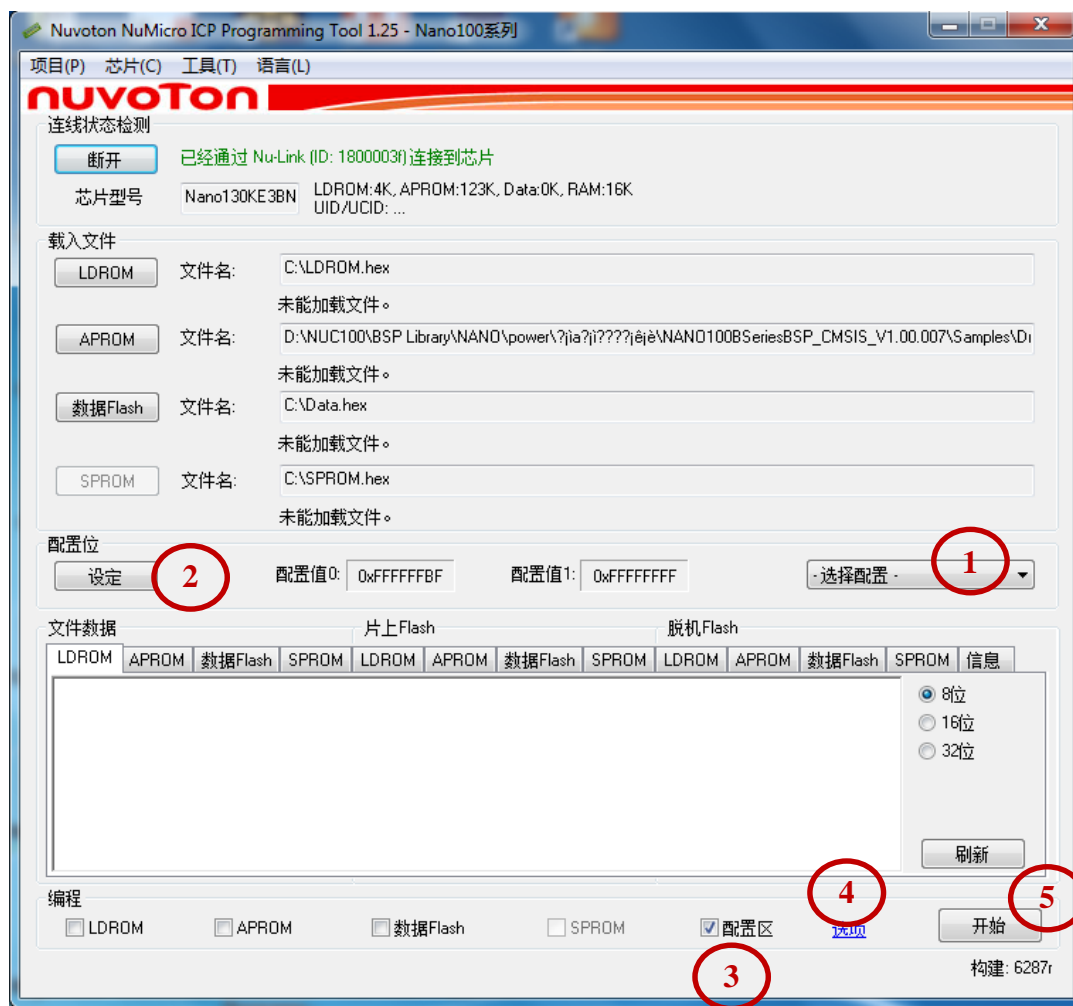 Nuvoton NuMicro ICP Programming Tool 1.25 - Nano100系列
项目(P) 芯片(C) 工具(T) 语言(L)
nuvoTon
连线状态检测
断开 已经通过 Nu-Link (ID: 1800003f)连接到芯片
芯片型号 Nano130KE3BN LDROM:4K, APROM:123K, Data:0K, RAM:16K
UID/UCID: ...
载入文件
LDROM 文件名: C:\LDROM.hex
未能加载文件。
APROM 文件名: D:\NUC100\BSP Library\NANO\power\?jìa?jì????¡ê¡è\NANO100BSeriesBSP_CMSIS_V1.00.007\Samples\Dr
未能加载文件。
数据Flash 文件名: C:\Data.hex
未能加载文件。
SPROM 文件名: C:\SPROM.hex
未能加载文件。
配置位
设定 2 配置值0: 0xFFFFFFBF 配置值1: 0xFFFFFFFF - 选择配置 - 1
文件数据 片上Flash 脱机Flash
LDROM APROM 数据Flash SPROM LDROM APROM 数据Flash SPROM LDROM APROM 数据Flash SPROM 信息
8位
16位
32位
刷新
编程 4 5
LDROM APROM 数据Flash SPROM 配置区 选项 开始
3 构建: 6287r